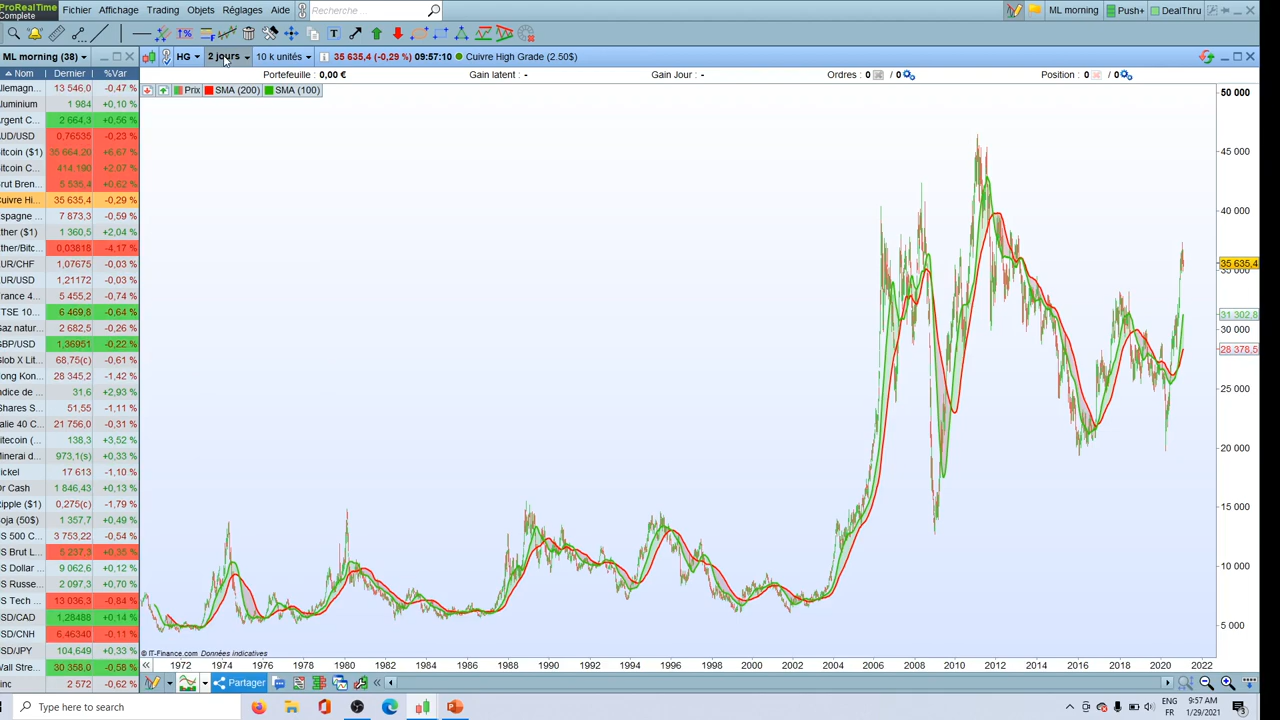 ProRealTime Complete
Fichier Affichage Trading Objets Réglages Aide Recherche ML morning Push+ DealThru
ML morning (38) HG 2 jours 10 k unités 35 635,4 (-0,29 %) 09:57:10 Cuivre High Grade (2.50$)
Nom Dernier %Var
Portefeuille : 0,00 € Gain latent : - Gain Jour : - Ordres : 0 / 0 Position : 0 / 0
Prix SMA (200) SMA (100)
llemagn... 13 546,0 -0,47 %
luminium 1 984 +0,10 %
rgent C... 2 664,3 +0,56 %
UD/USD 0,76535 -0,23 %
itcoin ($1) 35 664,20 +6,67 %
itcoin C... 414.190 +2.07 %
rut Bren... 5 535,4 +0,62 %
uivre Hi... 35 635,4 -0,29 %
spagne ... 7 873,3 -0,59 %
ther ($1) 1 360,5 +2,04 %
ther/Bitc... 0,03818 -4,17 %
UR/CHF 1,07675 -0,03 %
UR/USD 1,21172 -0,03 %
rance 4... 5 455,2 -0,74 %
TSE 10... 6 469,8 -0,64 %
az natur... 2 682,5 -0,26 %
GBP/USD 1,36951 -0,22 %
lob X Lit... 68,75(c) -0,61 %
ong Kon... 28 345,2 -1,42 %
ndice de ... 31,6 +2,93 %
Shares S... 51,55 -1,11 %
talie 40 C... 21 756,0 -0,31 %
itecoin (... 138,3 +3,52 %
inerai d... 973,1(s) +0,33 %
ickel 17 613 -1,10 %
r Cash 1 846,43 +0,13 %
ipple ($1) 0,275(c) -1,79 %
oja (50$) 1 357,7 +0,49 %
S 500 C... 3 753,22 -0,54 %
S Brut L... 5 237,3 +0,35 %
S Dollar ... 9 062,6 +0,12 %
S Russe... 2 097,3 +0,70 %
S Tech ... 13 036,3 -0,84 %
SD/CAD 1,28488 +0,14 %
SD/CNH 6,46340 -0,11 %
SD/JPY 104,649 +0,33 %
Wall Stre... 30 358,0 -0,58 %
inc 2 572 -0,62 %
50 000
45 000
40 000
35 635,4
35 000
31 302,8
30 000
28 378,5
25 000
20 000
15 000
10 000
5 000
© IT-Finance.com Données indicatives
1972 1974 1976 1978 1980 1982 1984 1986 1988 1990 1992 1994 1996 1998 2000 2002 2004 2006 2008 2010 2012 2014 2016 2018 2020 2022
Partager
Type here to search
ENG 9:57 AM
FR 1/29/2021 3